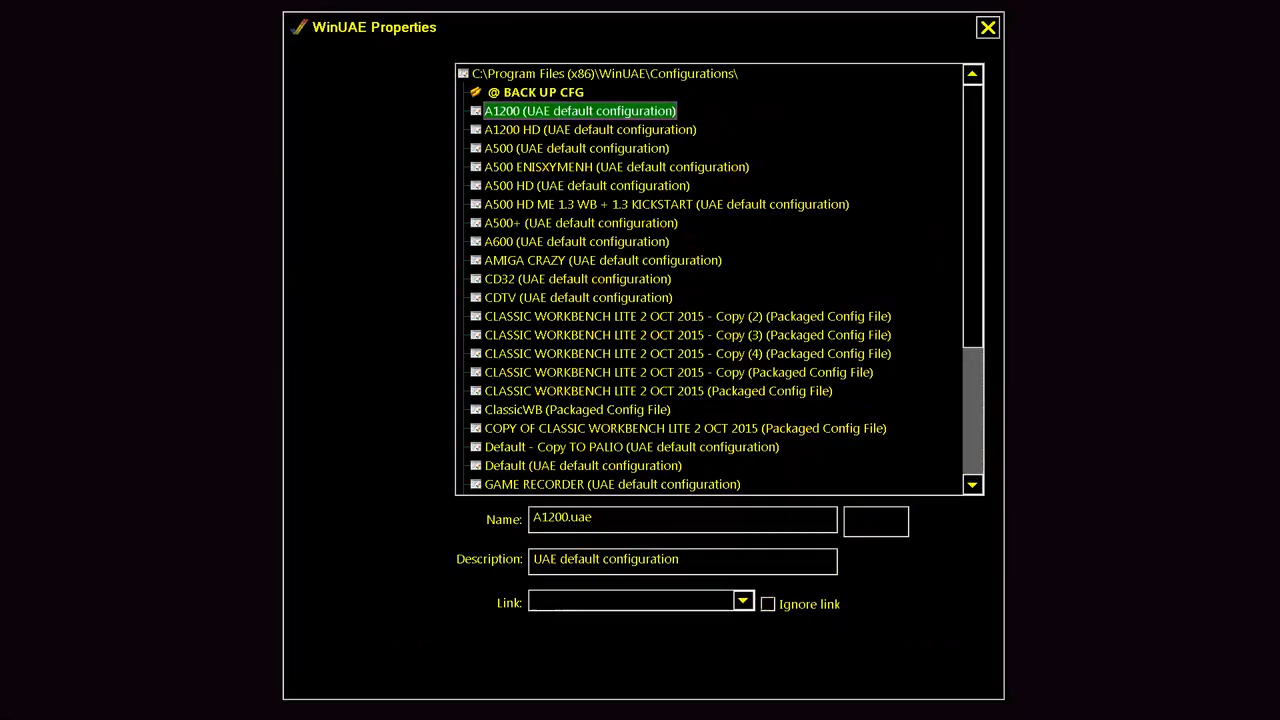 WinUAE Properties
C:\Program Files (x86)\WinUAE\Configurations\
@ BACK UP CFG
A1200 (UAE default configuration)
A1200 HD (UAE default configuration)
A500 (UAE default configuration)
A500 ENISXYMENH (UAE default configuration)
A500 HD (UAE default configuration)
A500 HD ME 1.3 WB + 1.3 KICKSTART (UAE default configuration)
A500+ (UAE default configuration)
A600 (UAE default configuration)
AMIGA CRAZY (UAE default configuration)
CD32 (UAE default configuration)
CDTV (UAE default configuration)
CLASSIC WORKBENCH LITE 2 OCT 2015 - Copy (2) (Packaged Config File)
CLASSIC WORKBENCH LITE 2 OCT 2015 - Copy (3) (Packaged Config File)
CLASSIC WORKBENCH LITE 2 OCT 2015 - Copy (4) (Packaged Config File)
CLASSIC WORKBENCH LITE 2 OCT 2015 - Copy (Packaged Config File)
CLASSIC WORKBENCH LITE 2 OCT 2015 (Packaged Config File)
ClassicWB (Packaged Config File)
COPY OF CLASSIC WORKBENCH LITE 2 OCT 2015 (Packaged Config File)
Default - Copy TO PALIO (UAE default configuration)
Default (UAE default configuration)
GAME RECORDER (UAE default configuration)
Name: A1200.uae
Description: UAE default configuration
Link: Ignore link